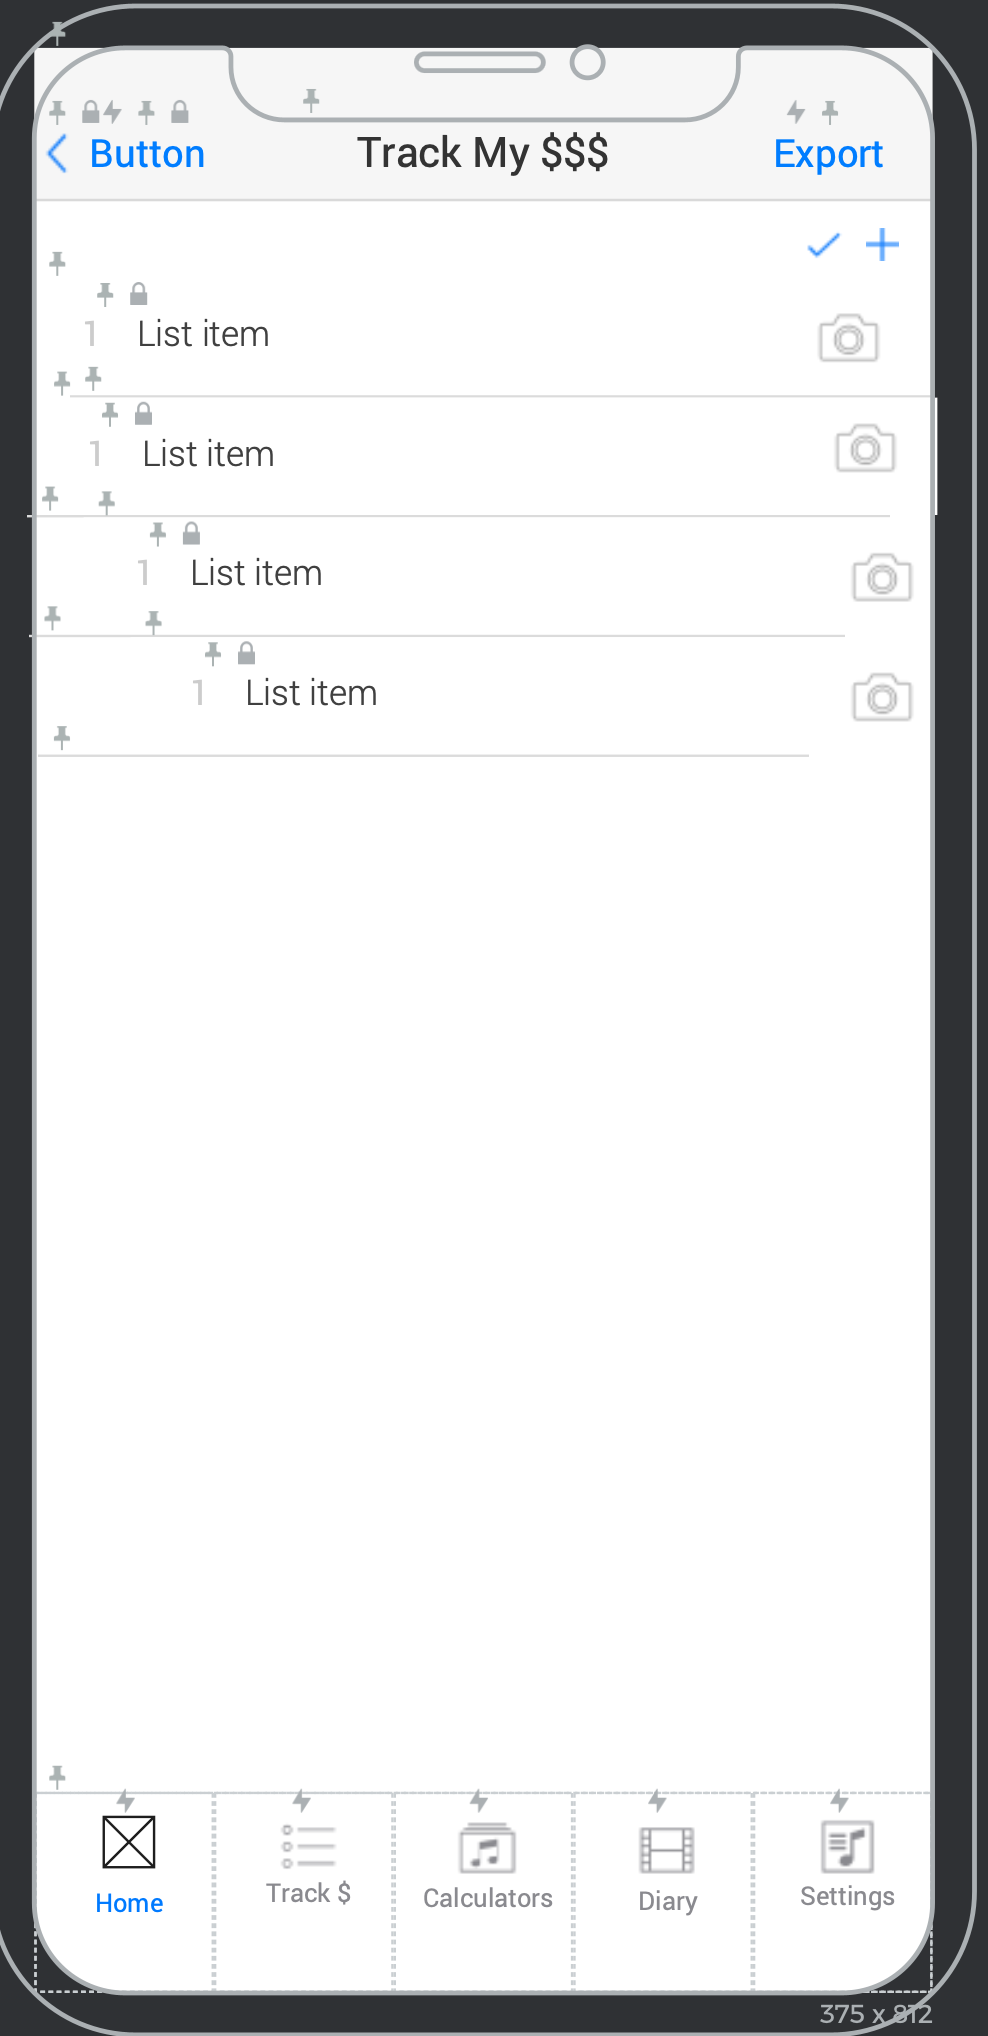 Button Track My $$$ Export
1 List item
1 List item
1 List item
1 List item
Home Track $ Calculators Diary Settings
375 x 812